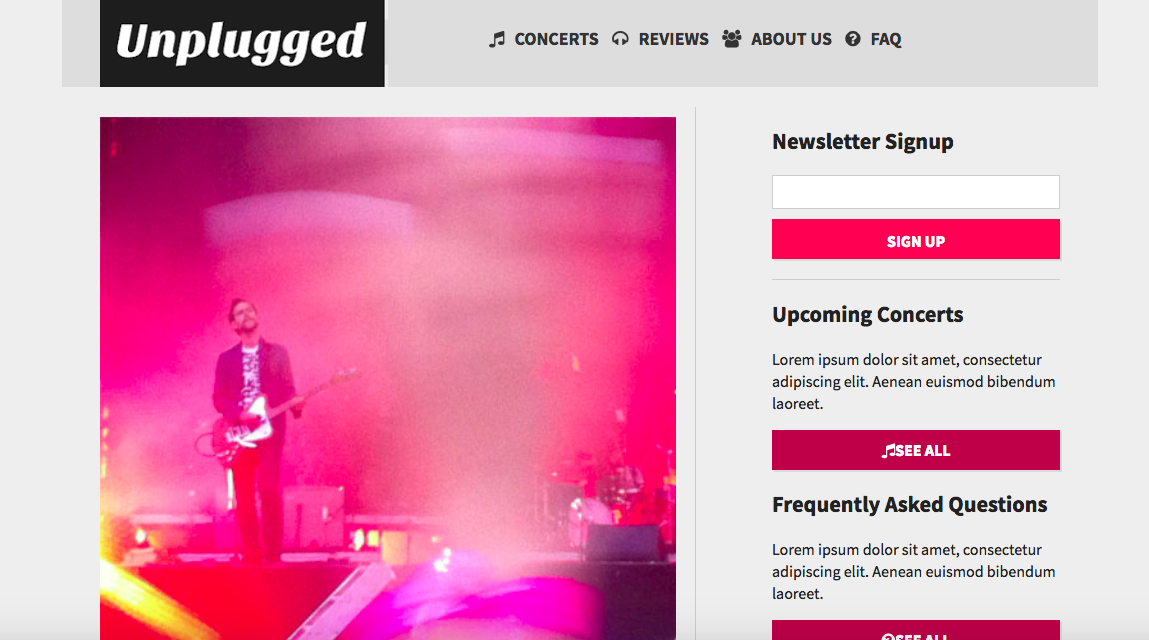 Unplugged
CONCERTS REVIEWS ABOUT US FAQ
Newsletter Signup
SIGN UP
Upcoming Concerts
Lorem ipsum dolor sit amet, consectetur
adipiscing elit. Aenean euismod bibendum
laoreet.
SEE ALL
Frequently Asked Questions
Lorem ipsum dolor sit amet, consectetur
adipiscing elit. Aenean euismod bibendum
laoreet.
SEE ALL